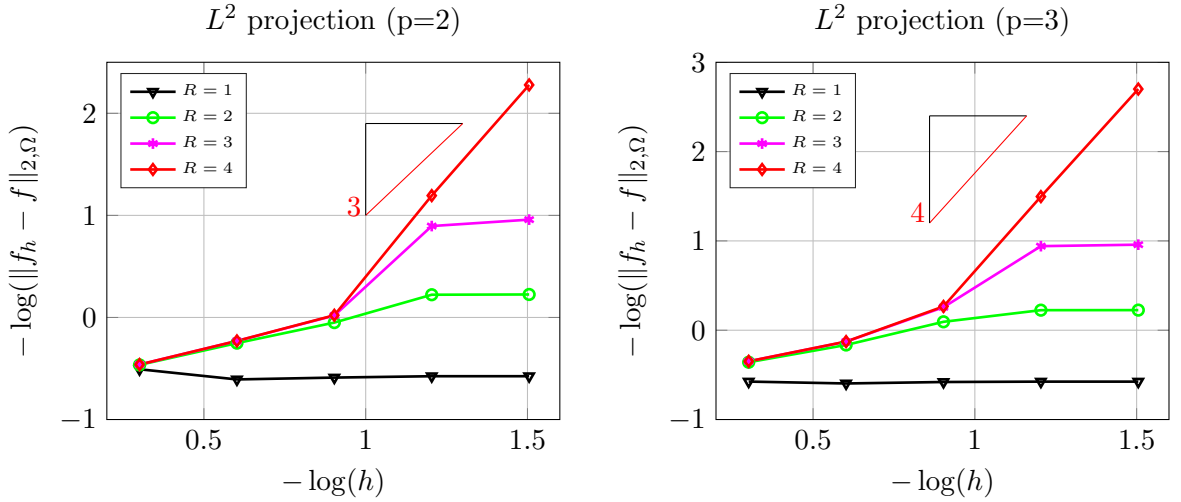 L² projection (p=2)
− log(‖f_h − f‖_{2,Ω})
2
1
0
−1
0.5
1
1.5
− log(h)
R = 1
R = 2
R = 3
R = 4
3
L² projection (p=3)
− log(‖f_h − f‖_{2,Ω})
3
2
1
0
−1
0.5
1
1.5
− log(h)
R = 1
R = 2
R = 3
R = 4
4